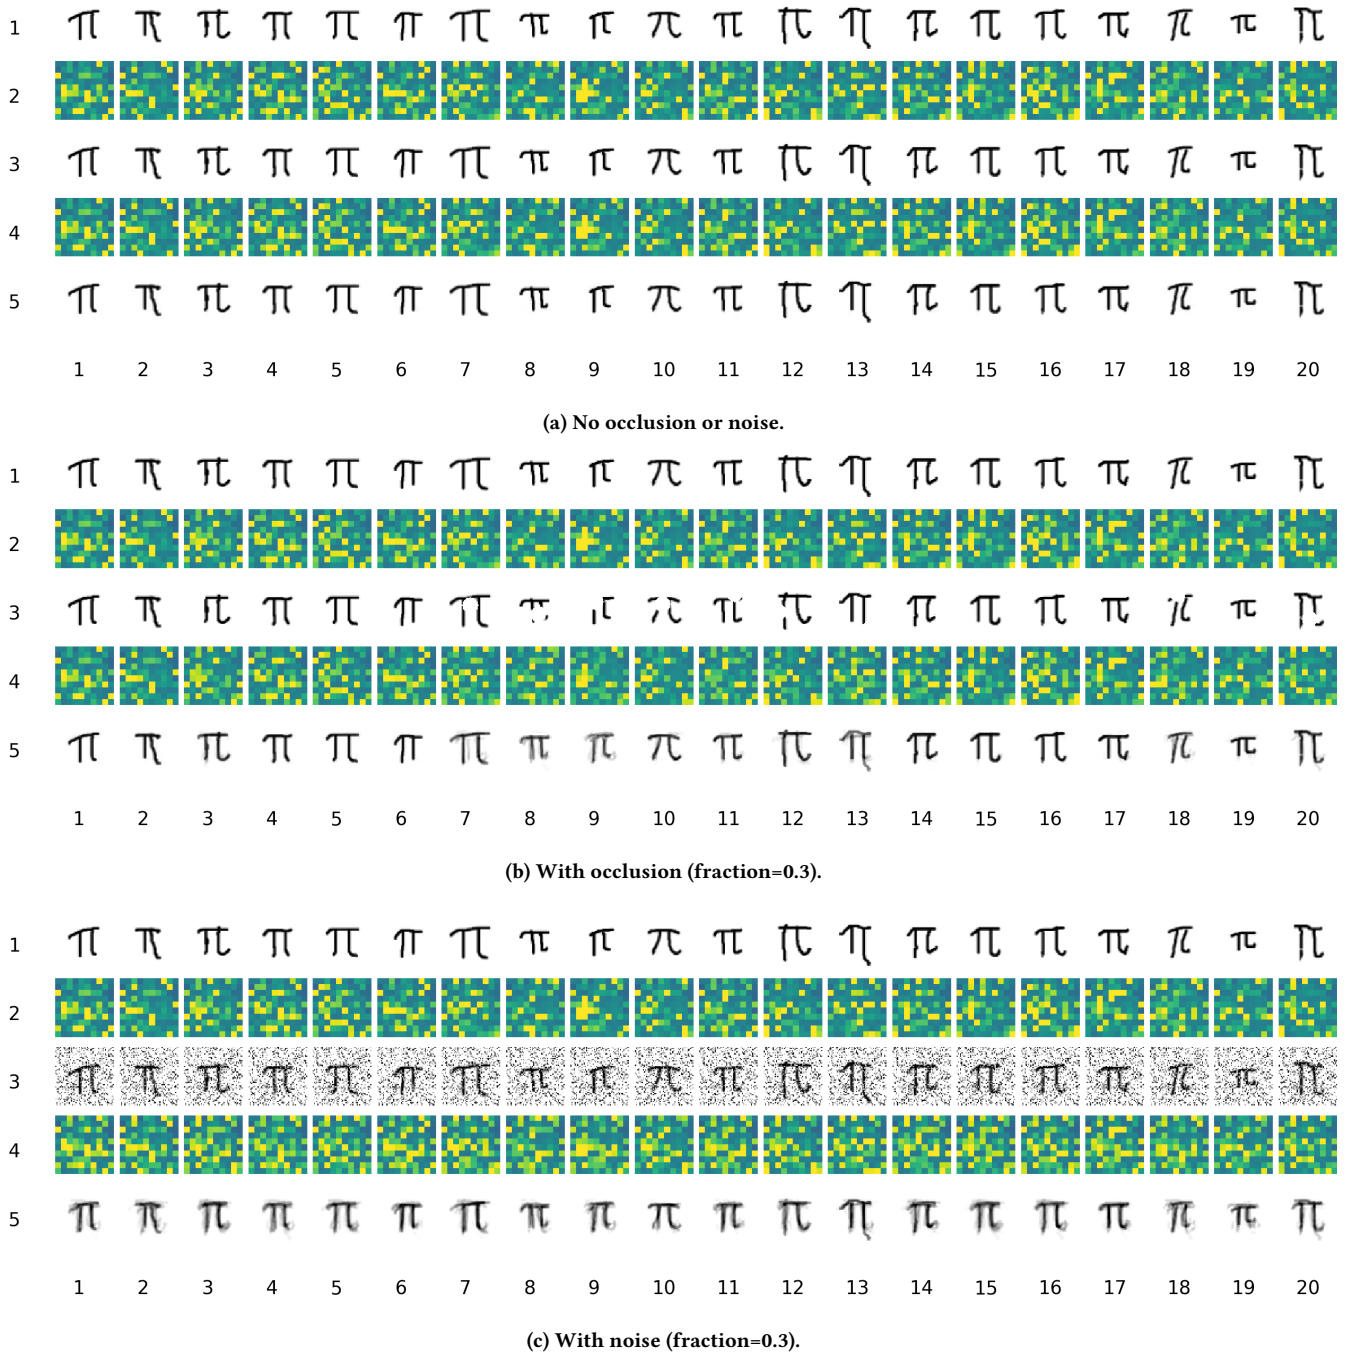 1 π π π π π π π π π π π π π π π π π π π π
2
3 π π π π π π π π π π π π π π π π π π π π
4
5 π π π π π π π π π π π π π π π π π π π π
1 2 3 4 5 6 7 8 9 10 11 12 13 14 15 16 17 18 19 20
(a) No occlusion or noise.
1 π π π π π π π π π π π π π π π π π π π π
2
3 π π π π π π π π π π π π π π π π π π π π
4
5 π π π π π π π π π π π π π π π π π π π π
1 2 3 4 5 6 7 8 9 10 11 12 13 14 15 16 17 18 19 20
(b) With occlusion (fraction=0.3).
1 π π π π π π π π π π π π π π π π π π π π
2
3 π π π π π π π π π π π π π π π π π π π π
4
5 π π π π π π π π π π π π π π π π π π π π
1 2 3 4 5 6 7 8 9 10 11 12 13 14 15 16 17 18 19 20
(c) With noise (fraction=0.3).